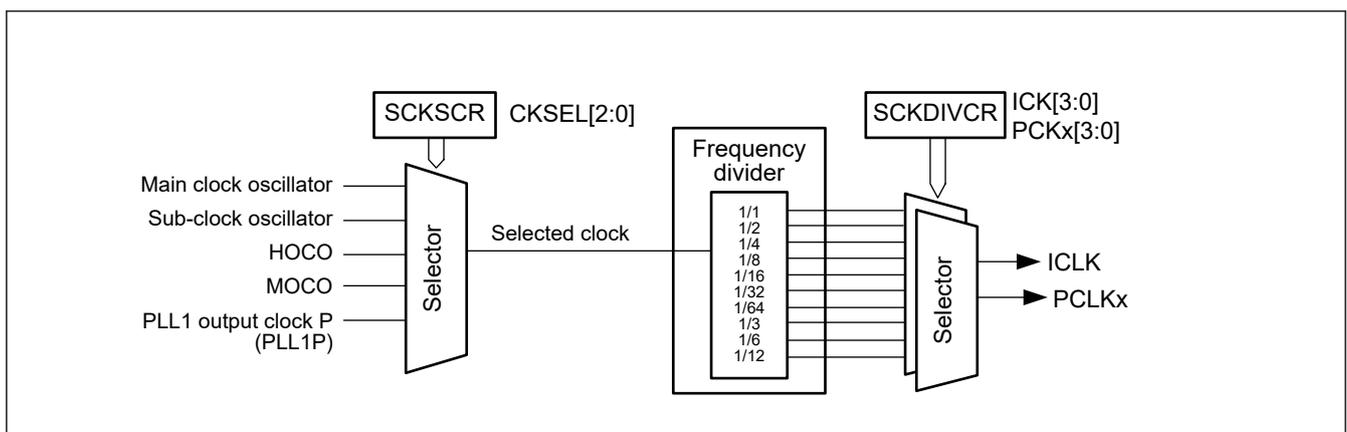 SCKSCR
CKSEL[2:0]
SCKDIVCR
ICK[3:0]
PCKx[3:0]
Main clock oscillator
Sub-clock oscillator
HOCO
MOCO
PLL1 output clock P
(PLL1P)
Selector
Selected clock
Frequency
divider
1/1
1/2
1/4
1/8
1/16
1/32
1/64
1/3
1/6
1/12
Selector
ICLK
PCLKx